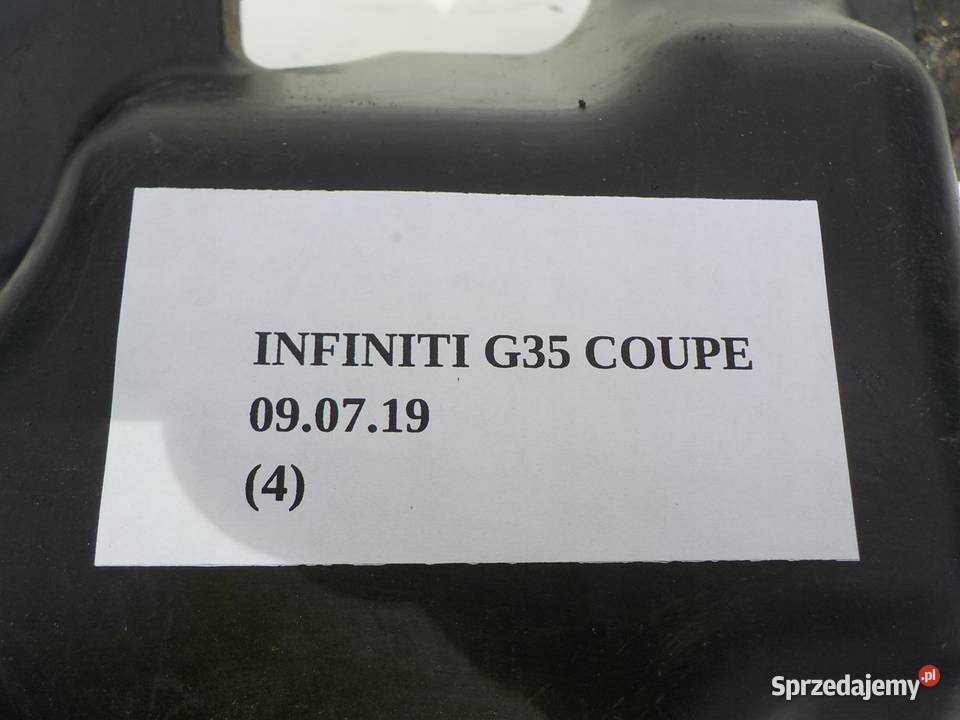 INFINITI G35 COUPE
09.07.19
(4)
Sprzedajemy.pl